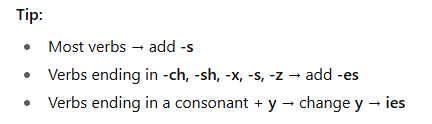 Tip:
• Most verbs → add -s
• Verbs ending in -ch, -sh, -x, -s, -z → add -es
• Verbs ending in a consonant + y → change y → ies